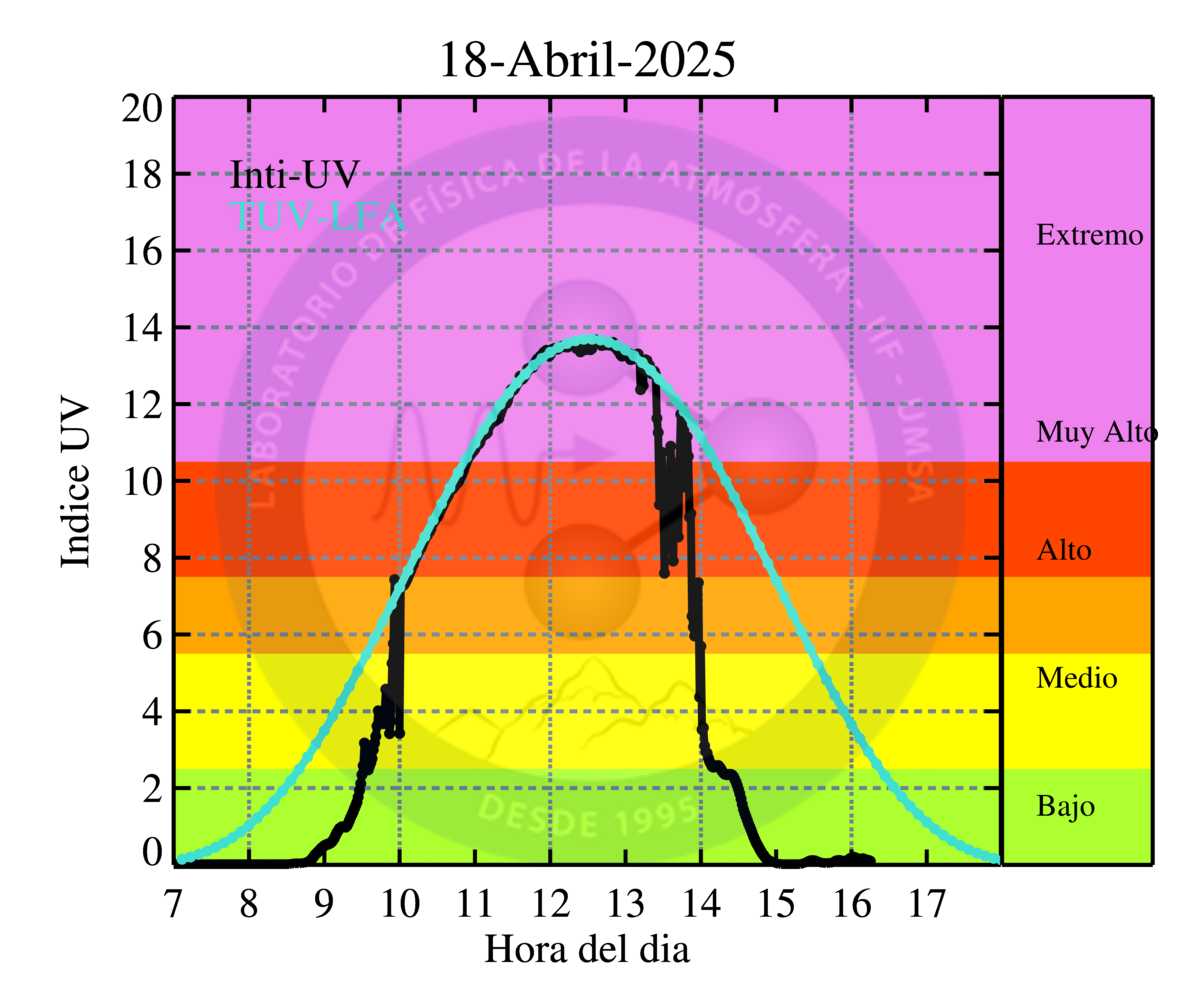 18-Abril-2025
20
18
16
14
12
10
8
6
4
2
0
Indice UV
Inti-UV
TUV-LFA
LABORATORIO DE FÍSICA DE LA ATMÓSFERA - IIF - UMSA
DESDE 1995
Extremo
Muy Alto
Alto
Medio
Bajo
7 8 9 10 11 12 13 14 15 16 17
Hora del dia